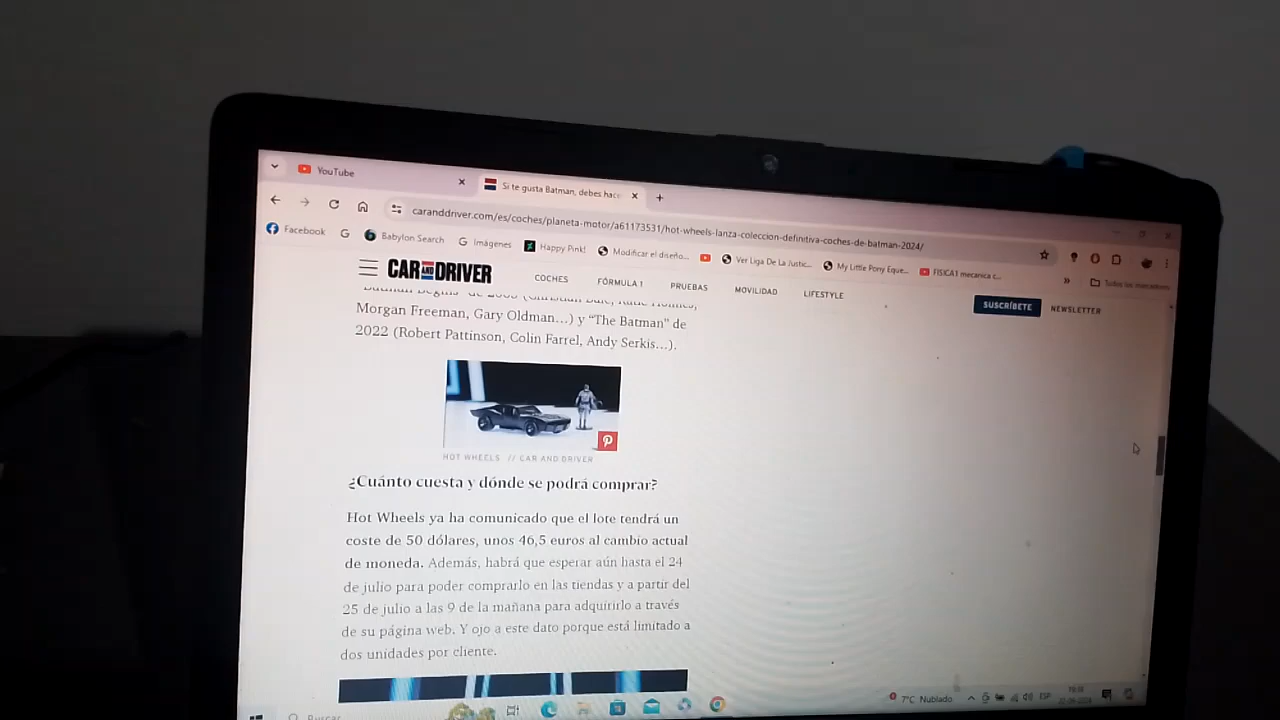 YouTube
Si te gusta Batman, debes hace
caranddriver.com/es/coches/planeta-motor/a61173531/hot-wheels-lanza-coleccion-definitiva-coches-de-batman-2024/
Facebook
Babylon Search
Imágenes
Happy Pink!
Modificar el diseño...
Ver Liga De La Justic...
My Little Pony Eque...
FISICA1 mecanica c...
Todos los marcadores
CAR AND DRIVER
COCHES
FÓRMULA 1
PRUEBAS
MOVILIDAD
LIFESTYLE
SUSCRÍBETE
NEWSLETTER
Morgan Freeman, Gary Oldman...) y “The Batman” de
2022 (Robert Pattinson, Colin Farrel, Andy Serkis...).
HOT WHEELS // CAR AND DRIVER
¿Cuánto cuesta y dónde se podrá comprar?
Hot Wheels ya ha comunicado que el lote tendrá un
coste de 50 dólares, unos 46,5 euros al cambio actual
de moneda. Además, habrá que esperar aún hasta el 24
de julio para poder comprarlo en las tiendas y a partir del
25 de julio a las 9 de la mañana para adquirirlo a través
de su página web. Y ojo a este dato porque está limitado a
dos unidades por cliente.
Buscar
7°C Nublado
ESP